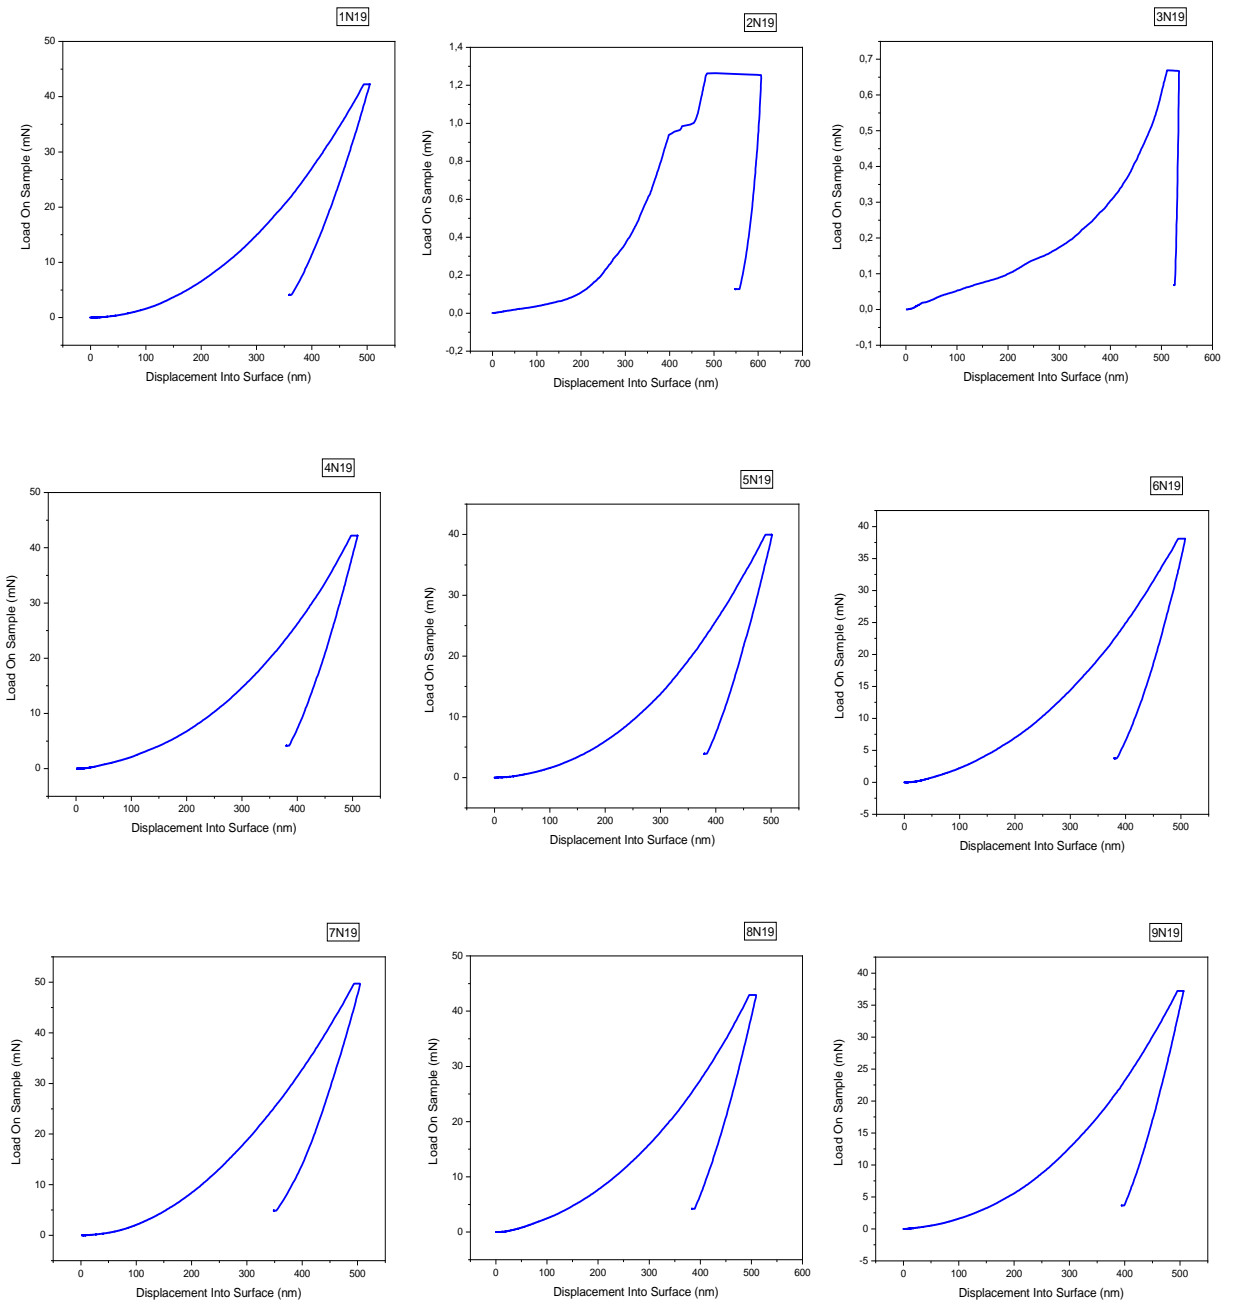 1N19
50
40
30
20
10
0
0 100 200 300 400 500
Load On Sample (mN)
Displacement Into Surface (nm)
2N19
1,4
1,2
1,0
0,8
0,6
0,4
0,2
0,0
-0,2
0 100 200 300 400 500 600 700
Load On Sample (mN)
Displacement Into Surface (nm)
3N19
0,7
0,6
0,5
0,4
0,3
0,2
0,1
0,0
-0,1
0 100 200 300 400 500 600
Load On Sample (mN)
Displacement Into Surface (nm)
4N19
50
40
30
20
10
0
0 100 200 300 400 500
Load On Sample (mN)
Displacement Into Surface (nm)
5N19
40
30
20
10
0
0 100 200 300 400 500
Load On Sample (mN)
Displacement Into Surface (nm)
6N19
40
35
30
25
20
15
10
5
0
-5
0 100 200 300 400 500
Load On Sample (mN)
Displacement Into Surface (nm)
7N19
50
40
30
20
10
0
0 100 200 300 400 500
Load On Sample (mN)
Displacement Into Surface (nm)
8N19
50
40
30
20
10
0
0 100 200 300 400 500 600
Load On Sample (mN)
Displacement Into Surface (nm)
9N19
40
35
30
25
20
15
10
5
0
-5
0 100 200 300 400 500
Load On Sample (mN)
Displacement Into Surface (nm)